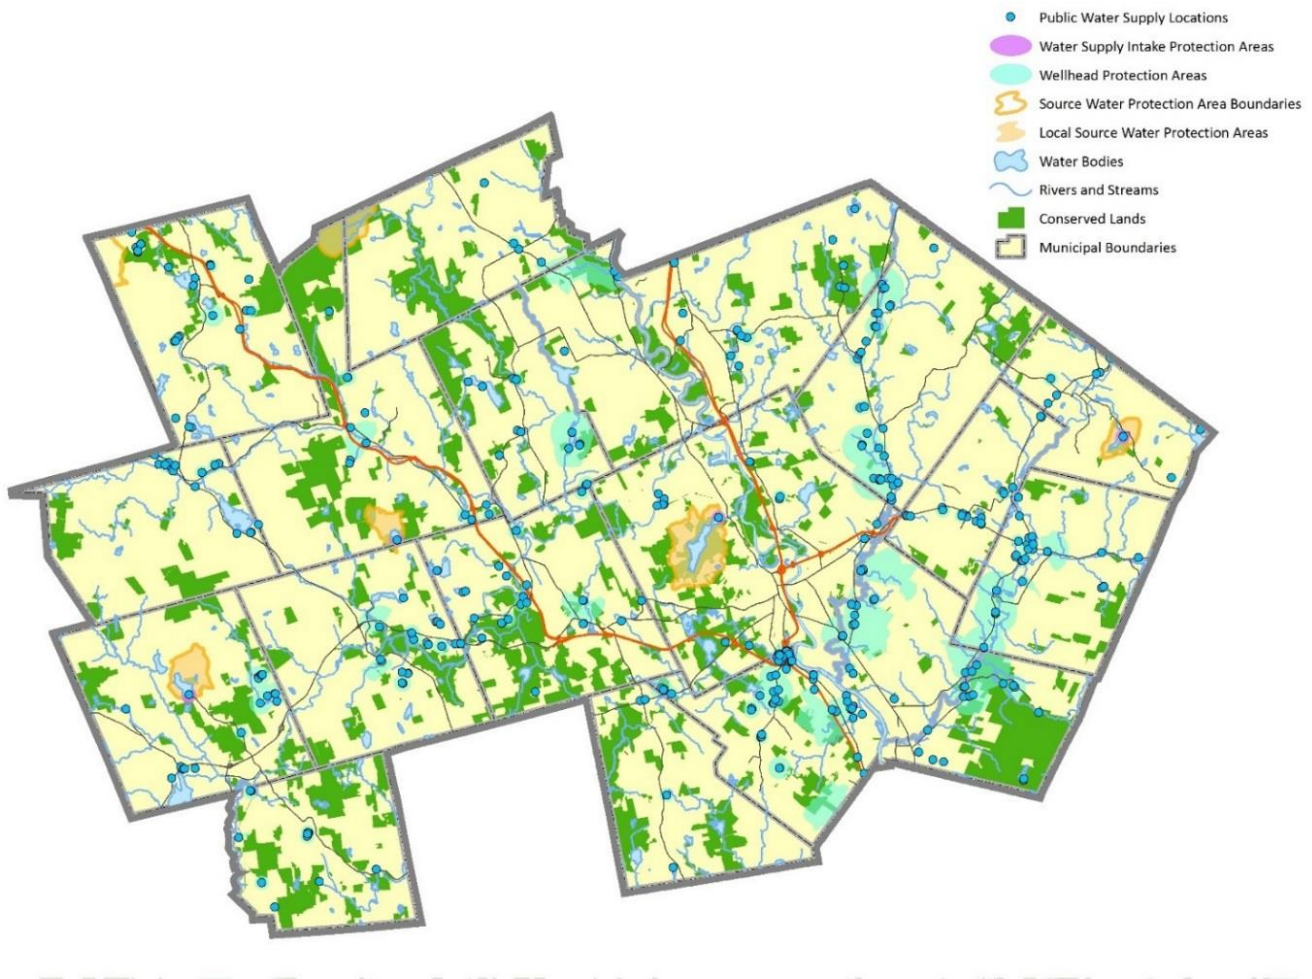 Public Water Supply Locations
Water Supply Intake Protection Areas
Wellhead Protection Areas
Source Water Protection Area Boundaries
Local Source Water Protection Areas
Water Bodies
Rivers and Streams
Conserved Lands
Municipal Boundaries